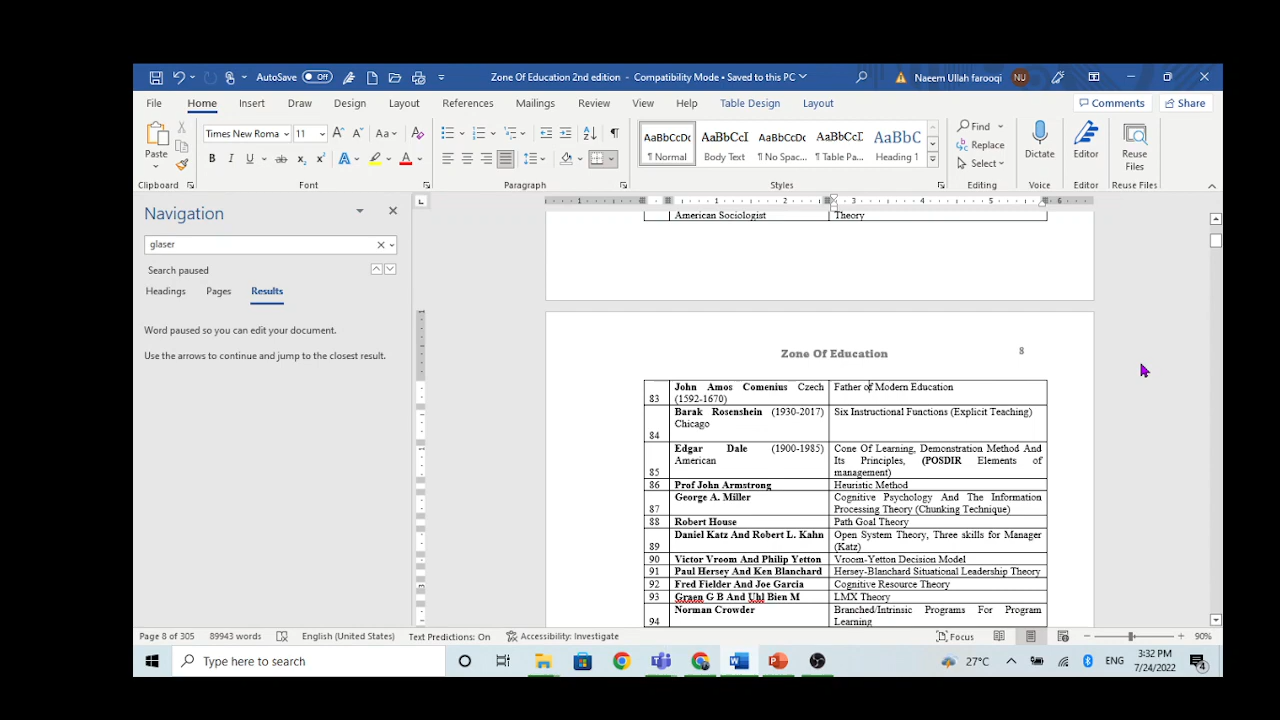 AutoSave Off
Zone Of Education 2nd edition - Compatibility Mode • Saved to this PC
Naeem Ullah farooqi NU
File Home Insert Draw Design Layout References Mailings Review View Help Table Design Layout
Comments Share
Paste
Times New Roma 11
AaBbCcDc AaBbCcI AaBbCcDc AaBbCcD AaBbC
¶ Normal Body Text ¶ No Spac... ¶ Table Pa... Heading 1
Find
Replace
Select
Dictate
Editor
Reuse
Files
Clipboard Font Paragraph Styles Editing Voice Editor Reuse Files
Navigation
glaser
Search paused
Headings Pages Results
Word paused so you can edit your document.
Use the arrows to continue and jump to the closest result.
American Sociologist Theory
Zone Of Education 8
83 John Amos Comenius Czech (1592-1670) Father of Modern Education
84 Barak Rosenshein (1930-2017) Chicago Six Instructional Functions (Explicit Teaching)
85 Edgar Dale (1900-1985) American Cone Of Learning, Demonstration Method And Its Principles, (POSDIR Elements of management)
86 Prof John Armstrong Heuristic Method
87 George A. Miller Cognitive Psychology And The Information Processing Theory (Chunking Technique)
88 Robert House Path Goal Theory
89 Daniel Katz And Robert L. Kahn Open System Theory, Three skills for Manager (Katz)
90 Victor Vroom And Philip Yetton Vroom-Yetton Decision Model
91 Paul Hersey And Ken Blanchard Hersey-Blanchard Situational Leadership Theory
92 Fred Fielder And Joe Garcia Cognitive Resource Theory
93 Graen G B And Uhl Bien M LMX Theory
94 Norman Crowder Branched/Intrinsic Programs For Program Learning
Page 8 of 305 89943 words English (United States) Text Predictions: On Accessibility: Investigate Focus 90%
Type here to search
27°C ENG
3:32 PM
7/24/2022
4